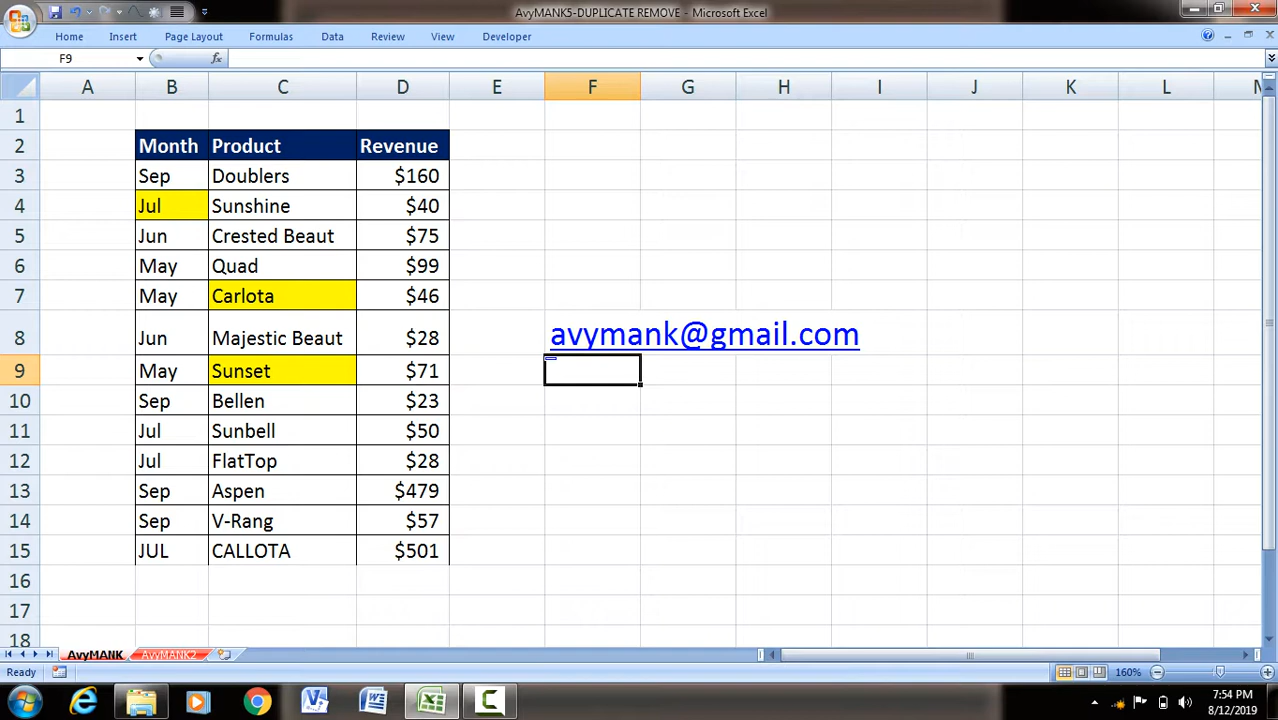 AvyMANK5-DUPLICATE REMOVE - Microsoft Excel
Home Insert Page Layout Formulas Data Review View Developer
F9 fx
A B C D E F G H I J K L M
1
2 Month Product Revenue
3 Sep Doublers $160
4 Jul Sunshine $40
5 Jun Crested Beaut $75
6 May Quad $99
7 May Carlota $46
8 Jun Majestic Beaut $28 avymank@gmail.com
9 May Sunset $71
10 Sep Bellen $23
11 Jul Sunbell $50
12 Jul FlatTop $28
13 Sep Aspen $479
14 Sep V-Rang $57
15 JUL CALLOTA $501
16
17
18
AvyMANK AvyMANK2
Ready 160%
7:54 PM
8/12/2019